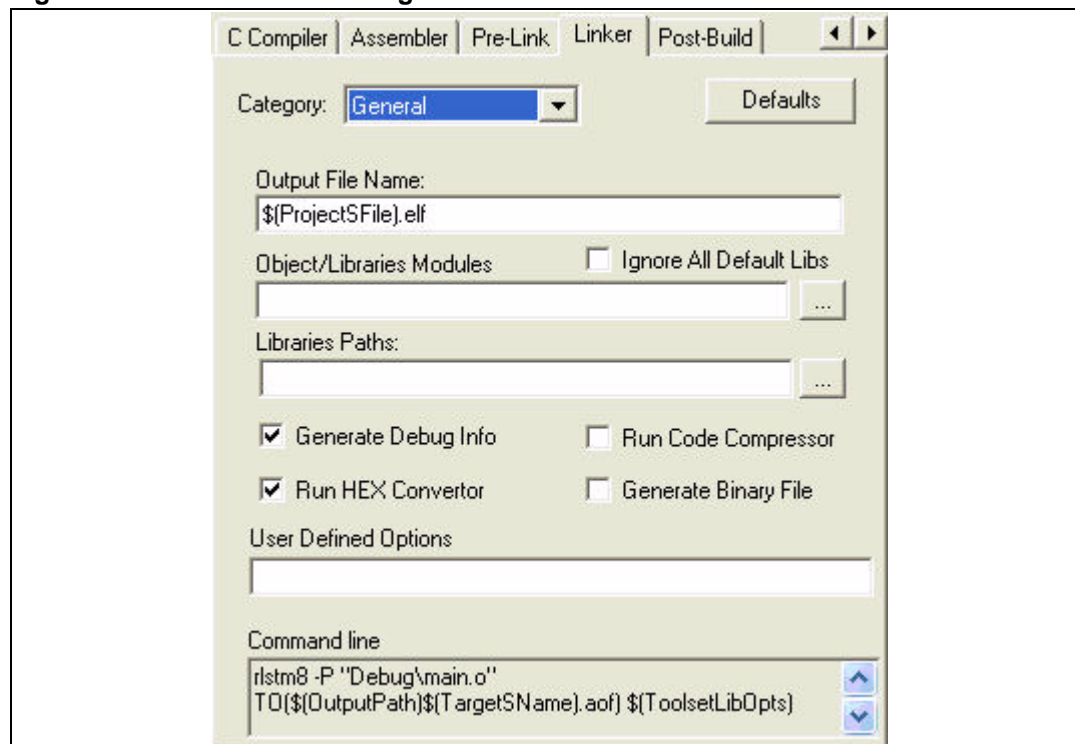 C Compiler Assembler Pre-Link Linker Post-Build
Category: General Defaults
Output File Name:
$(ProjectSFile).elf
Object/Libraries Modules Ignore All Default Libs
...
Libraries Paths:
...
Generate Debug Info Run Code Compressor
Run HEX Convertor Generate Binary File
User Defined Options
Command line
rlstm8 -P "Debug\main.o"
TO($(OutputPath)$(TargetSName).aof) $(ToolsetLibOpts)